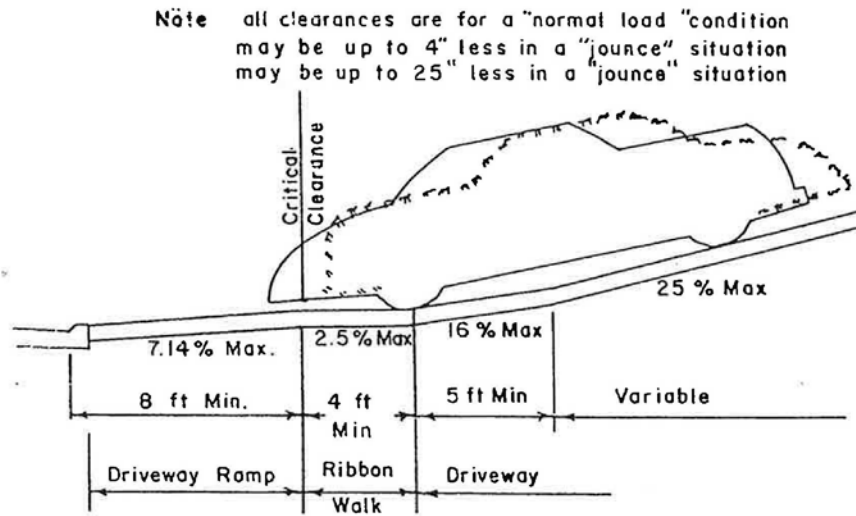 Note all clearances are for a "normal load "condition
may be up to 4" less in a "jounce" situation
may be up to 25" less in a "jounce" situation
Critical
Clearance
25 % Max
7.14% Max.
2.5% Max
16 % Max
8 ft Min.
4 ft
Min
5 ft Min
Variable
Driveway Ramp
Ribbon
Walk
Driveway